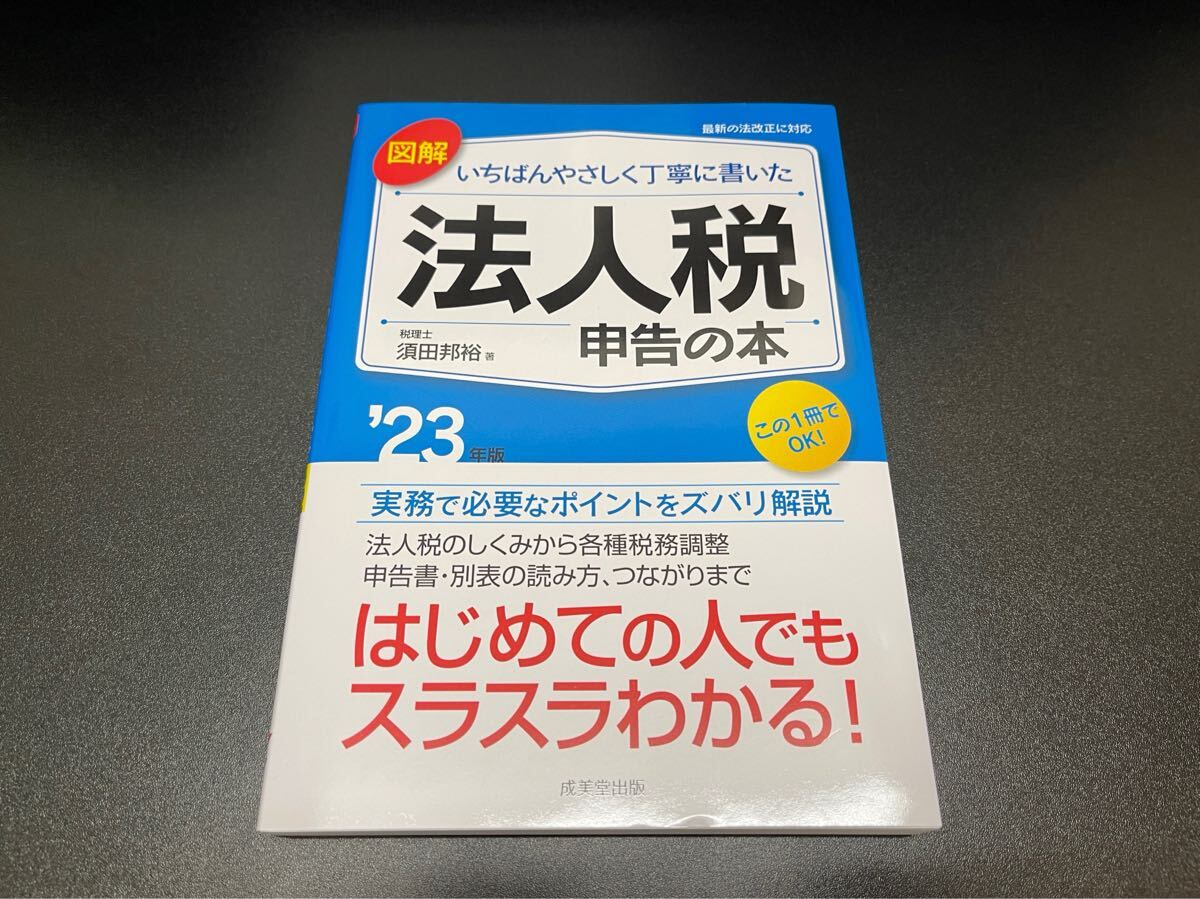 最新の法改正に対応
図解
いちばんやさしく丁寧に書いた
法人税
申告の本
税理士
須田邦裕 著
'23年版
この1冊で
OK!
実務で必要なポイントをズバリ解説
法人税のしくみから各種税務調整
申告書・別表の読み方、つながりまで
はじめての人でも
スラスラわかる!
成美堂出版